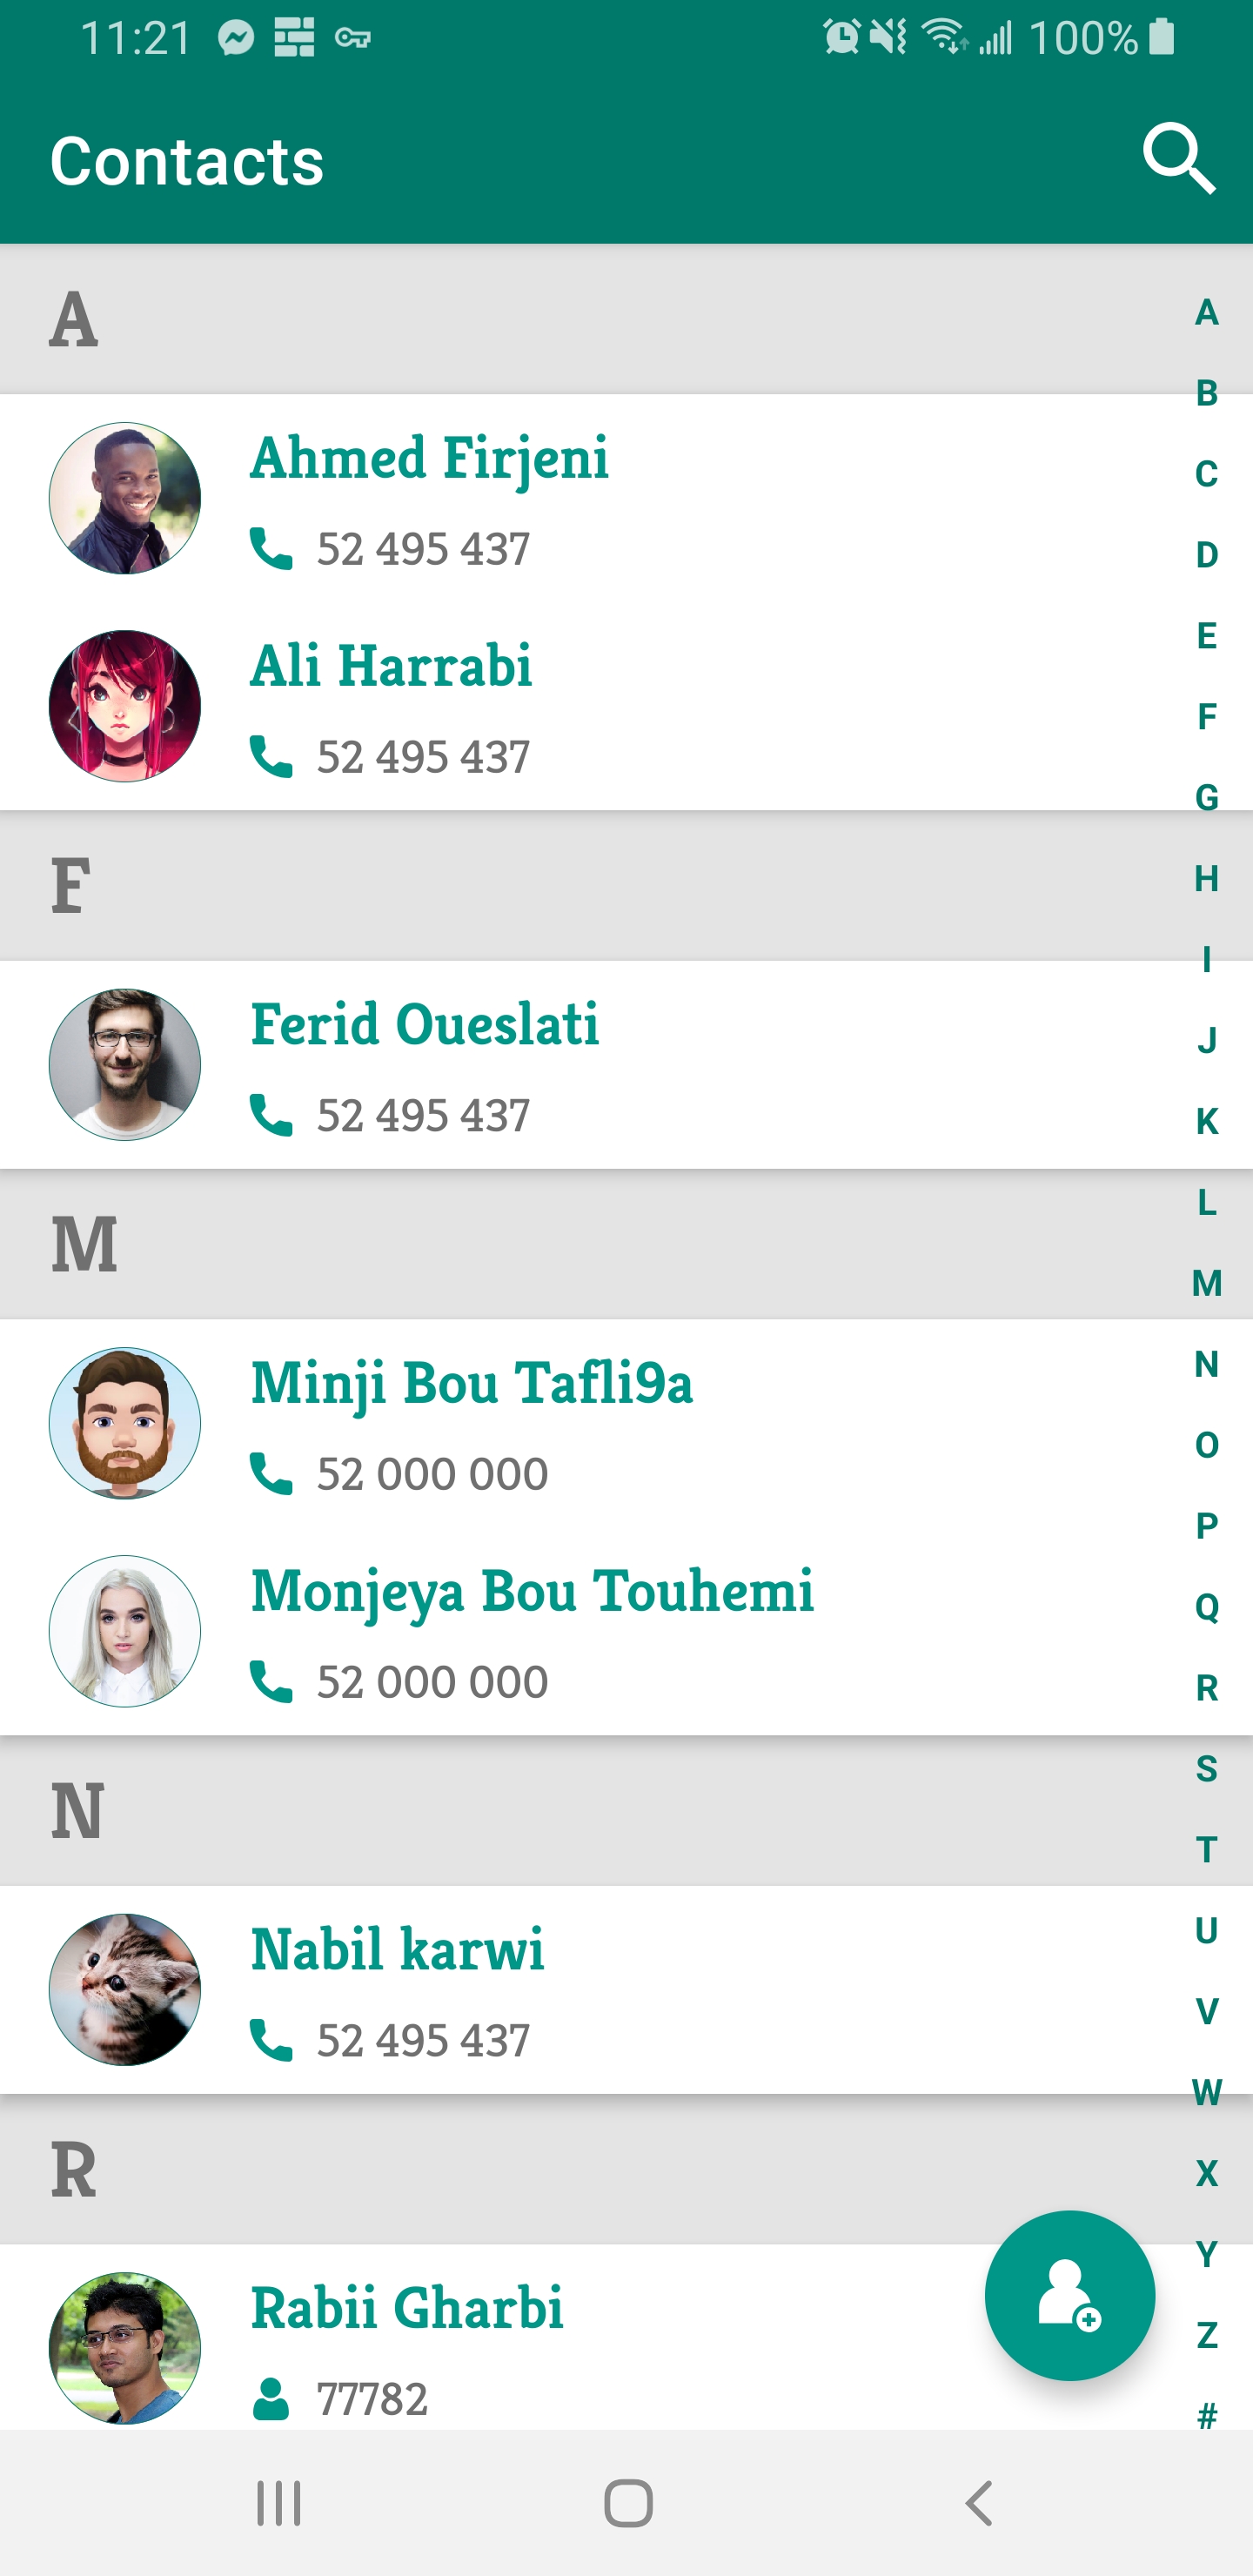 11:21 100%
Contacts
A
Ahmed Firjeni
52 495 437
Ali Harrabi
52 495 437
F
Ferid Oueslati
52 495 437
M
Minji Bou Tafli9a
52 000 000
Monjeya Bou Touhemi
52 000 000
N
Nabil karwi
52 495 437
R
Rabii Gharbi
77782
A
B
C
D
E
F
G
H
I
J
K
L
M
N
O
P
Q
R
S
T
U
V
W
X
Y
Z
#